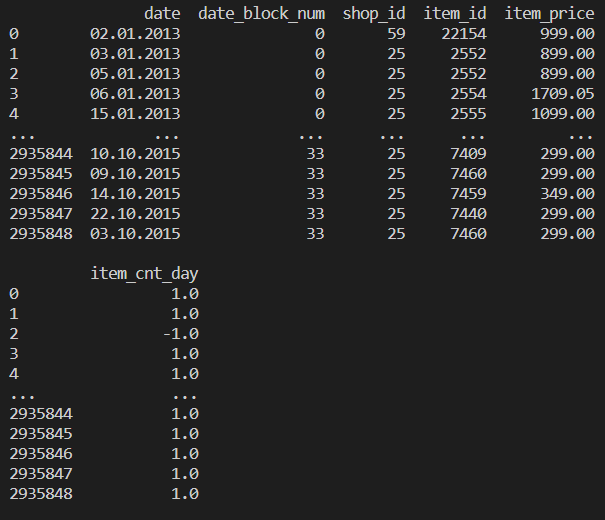 date date_block_num shop_id item_id item_price
0 02.01.2013 0 59 22154 999.00
1 03.01.2013 0 25 2552 899.00
2 05.01.2013 0 25 2552 899.00
3 06.01.2013 0 25 2554 1709.05
4 15.01.2013 0 25 2555 1099.00
... ... ... ... ... ...
2935844 10.10.2015 33 25 7409 299.00
2935845 09.10.2015 33 25 7460 299.00
2935846 14.10.2015 33 25 7459 349.00
2935847 22.10.2015 33 25 7440 299.00
2935848 03.10.2015 33 25 7460 299.00
item_cnt_day
0 1.0
1 1.0
2 -1.0
3 1.0
4 1.0
... ...
2935844 1.0
2935845 1.0
2935846 1.0
2935847 1.0
2935848 1.0